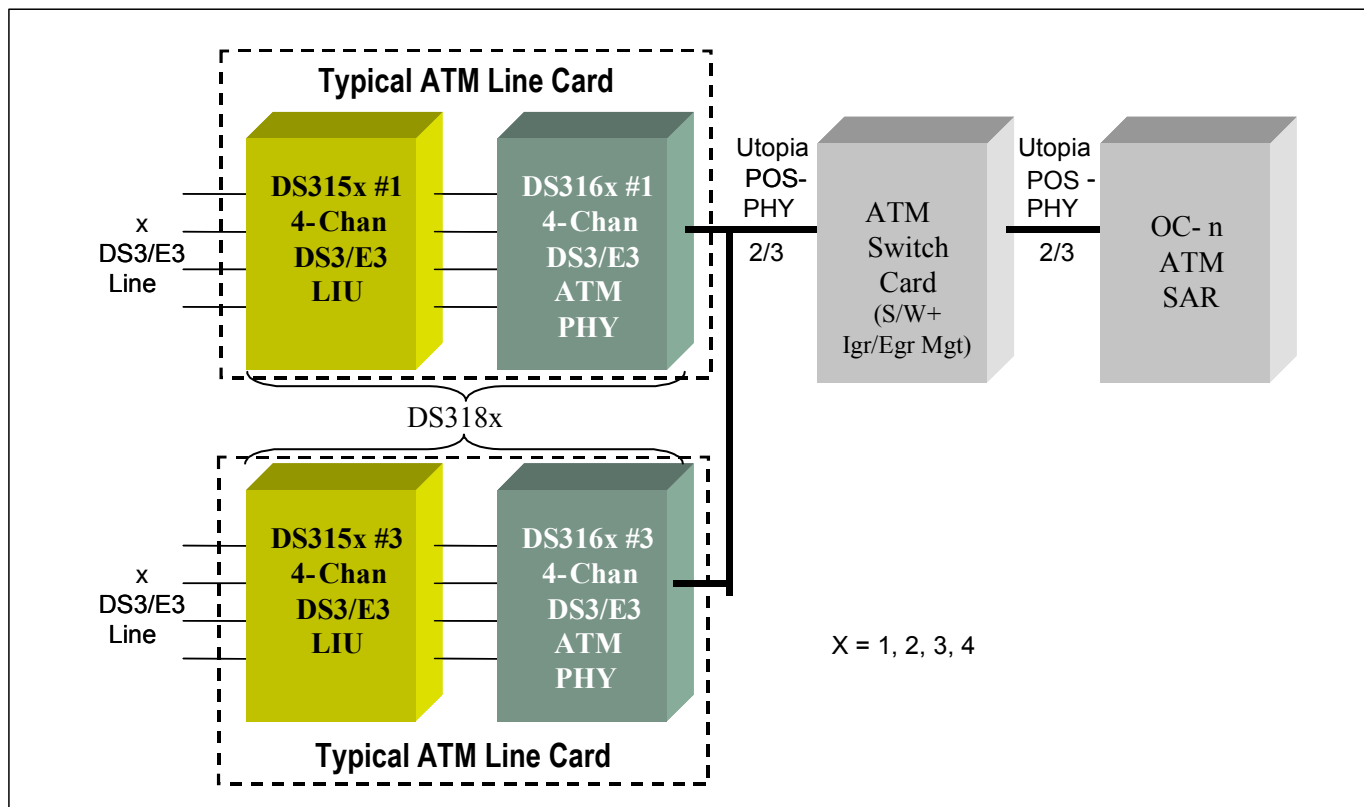 Typical ATM Line Card
DS315x #1
4-Chan
DS3/E3
LIU
DS316x #1
4-Chan
DS3/E3
ATM
PHY
x
DS3/E3
Line
Utopia
POS-
PHY
2/3
ATM
Switch
Card
(S/W+
Igr/Egr Mgt)
Utopia
POS -
PHY
2/3
OC- n
ATM
SAR
DS318x
DS315x #3
4-Chan
DS3/E3
LIU
DS316x #3
4-Chan
DS3/E3
ATM
PHY
x
DS3/E3
Line
X = 1, 2, 3, 4
Typical ATM Line Card